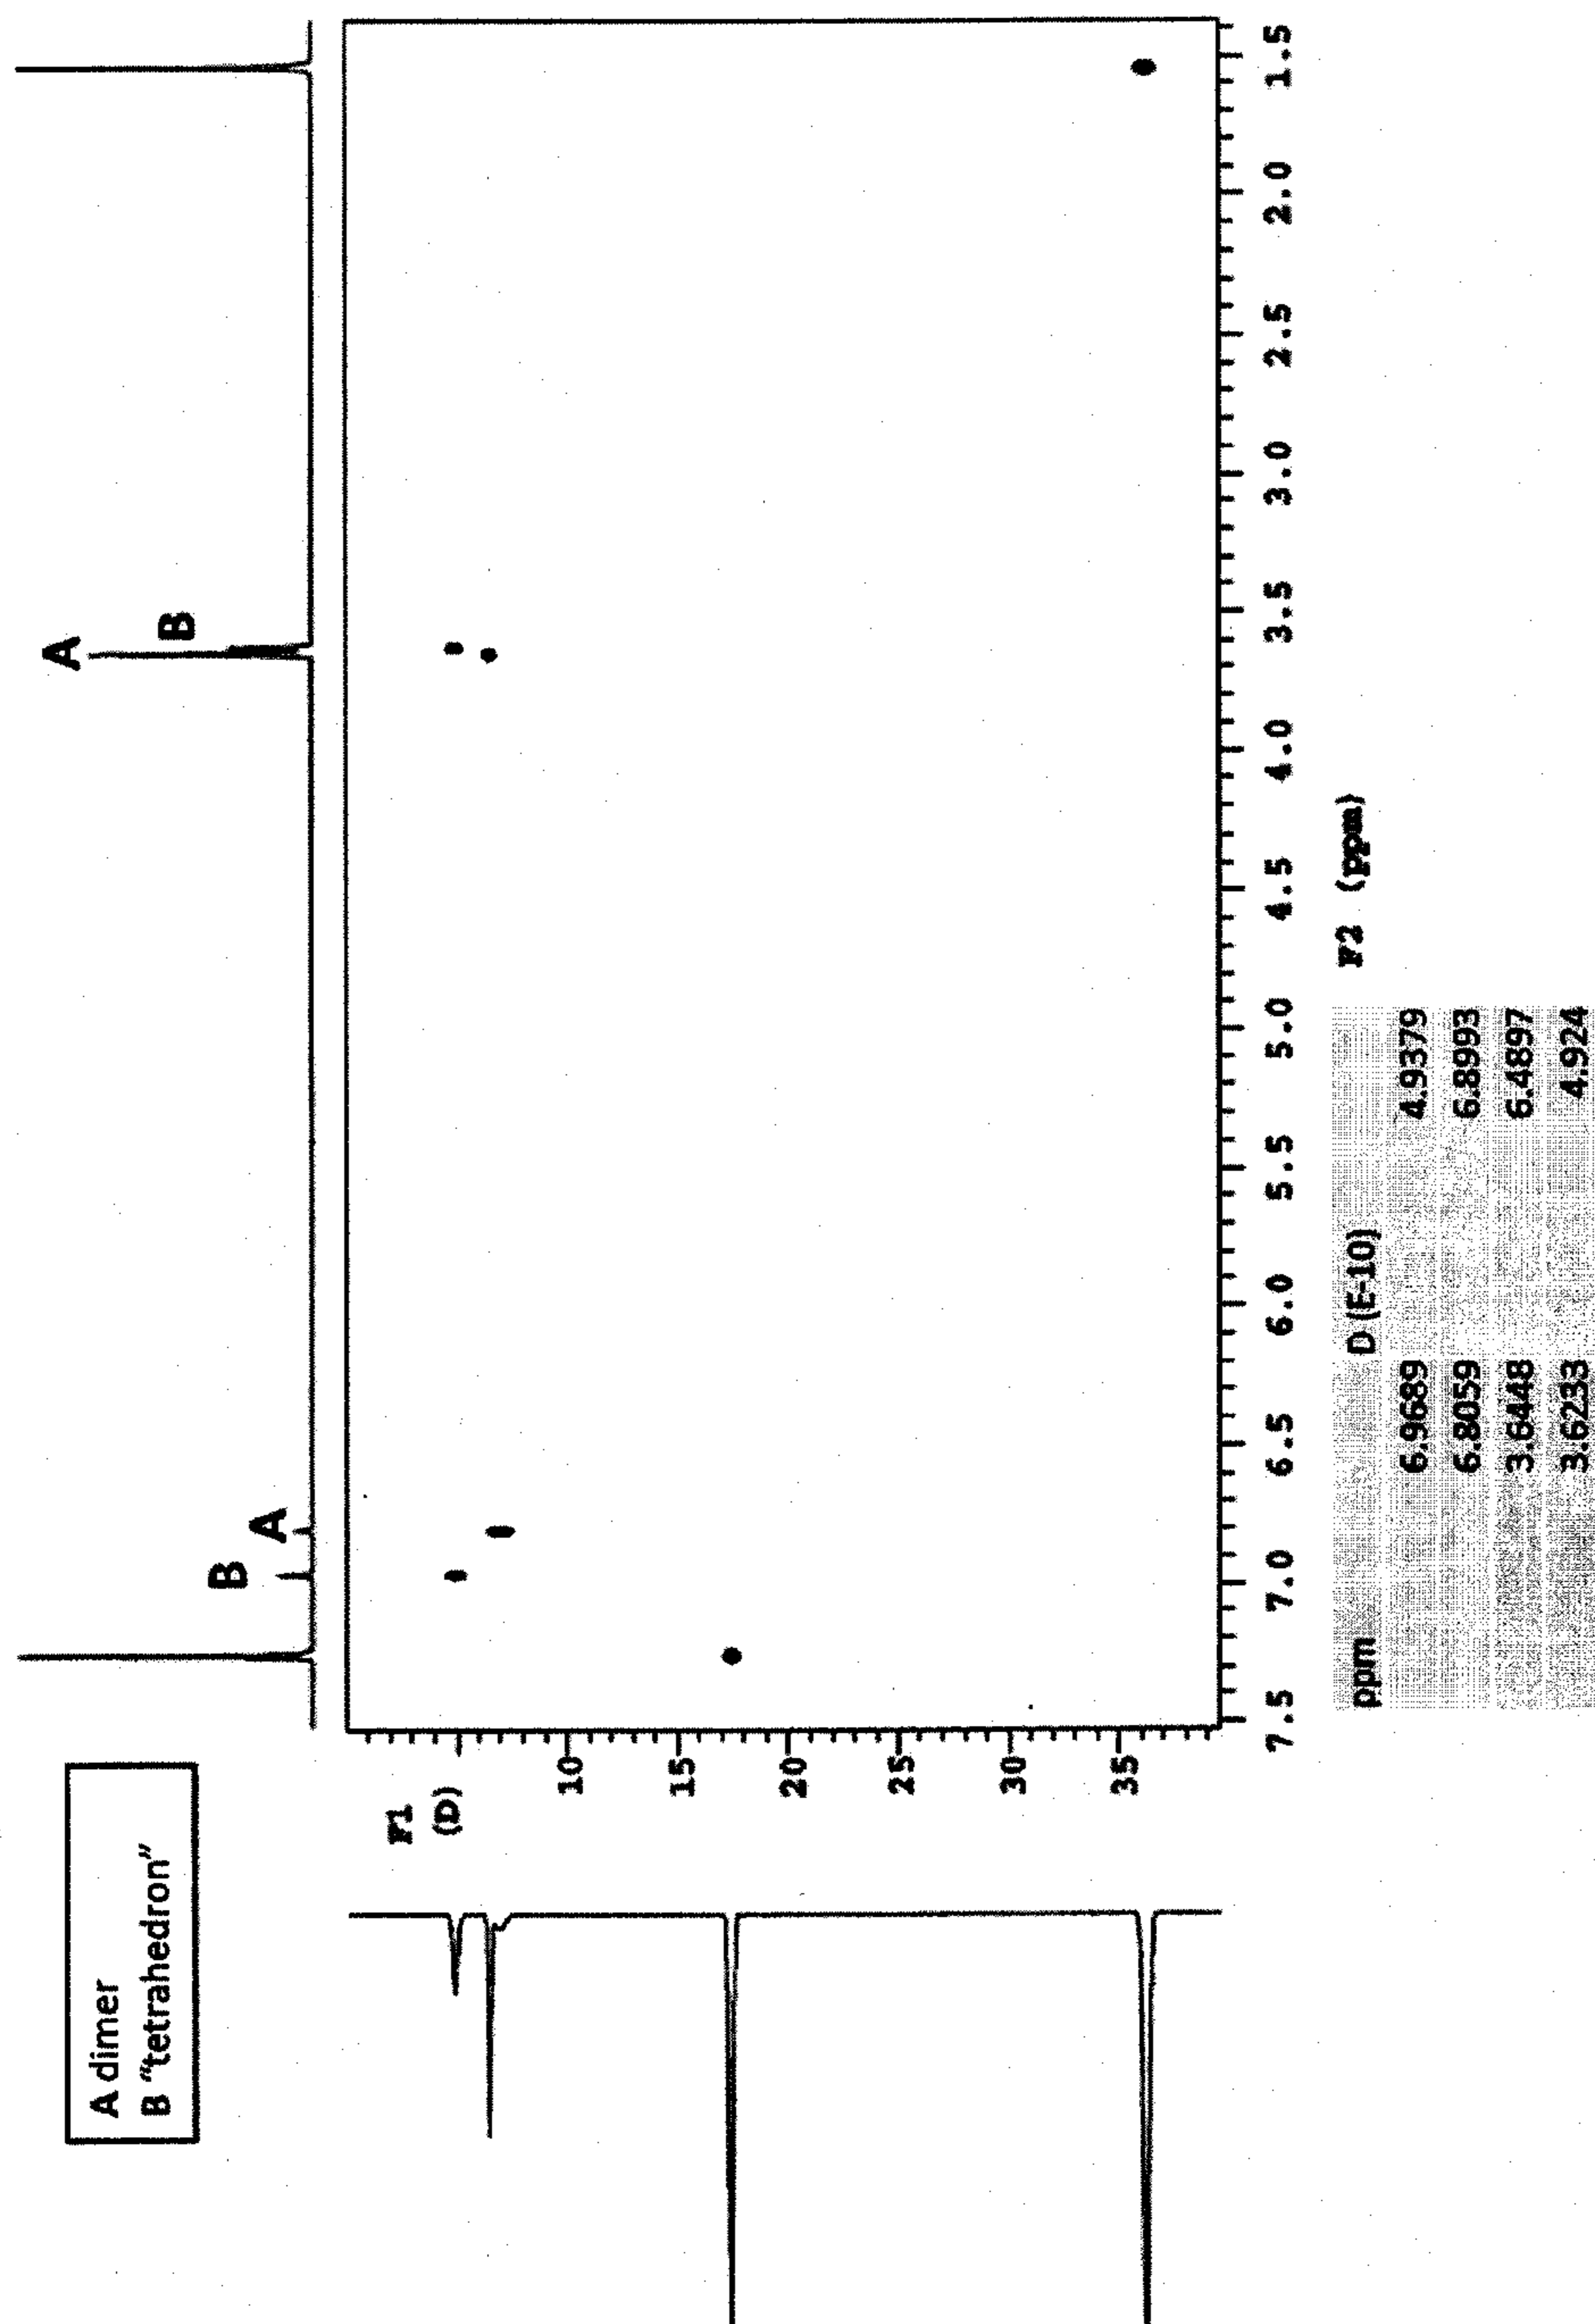 A dimer
B "tetrahedron"
B
A
A
B
F1
(D)
10
15
20
25
30
35
7.5
7.0
6.5
6.0
5.5
5.0
4.5
4.0
3.5
3.0
2.5
2.0
1.5
F2 (ppm)
ppm D (E-10)
6.9689 4.9379
6.8059 6.8993
3.6448 6.4897
3.6233 4.924